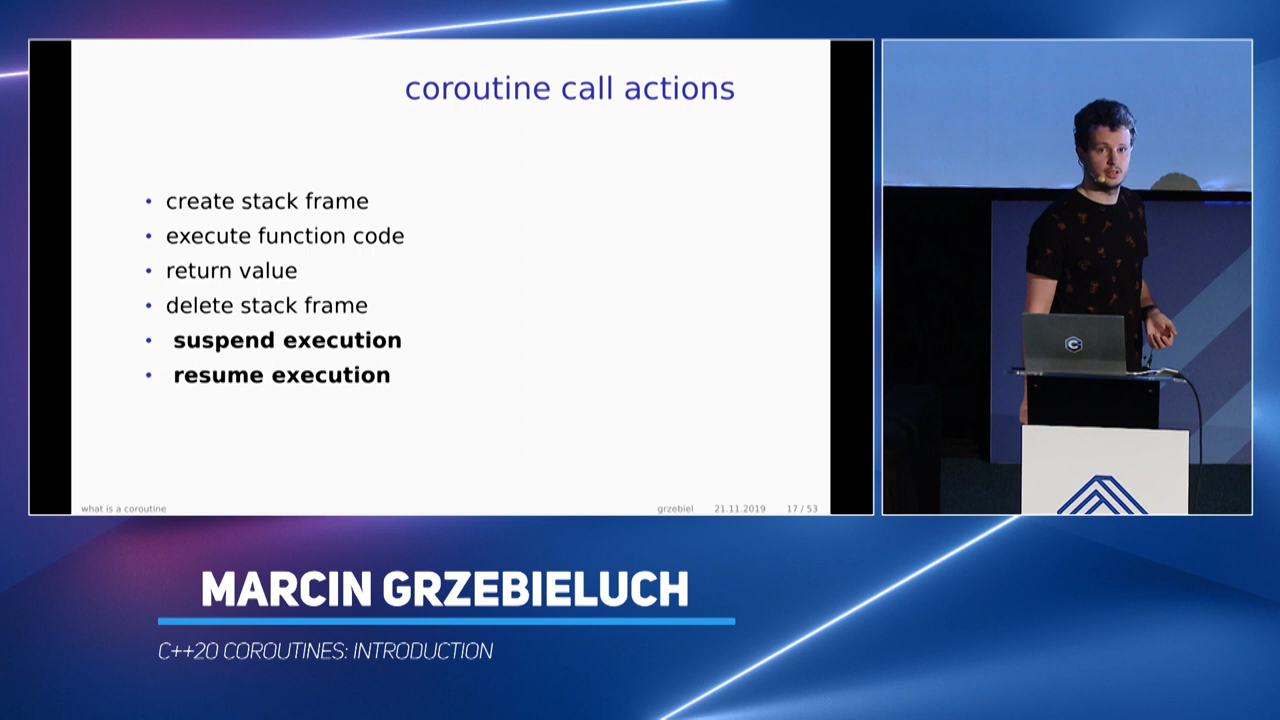 coroutine call actions
• create stack frame
• execute function code
• return value
• delete stack frame
• suspend execution
• resume execution
what is a coroutine
grzebiel 21.11.2019 17 / 53
C
MARCIN GRZEBIELUCH
C++20 COROUTINES: INTRODUCTION